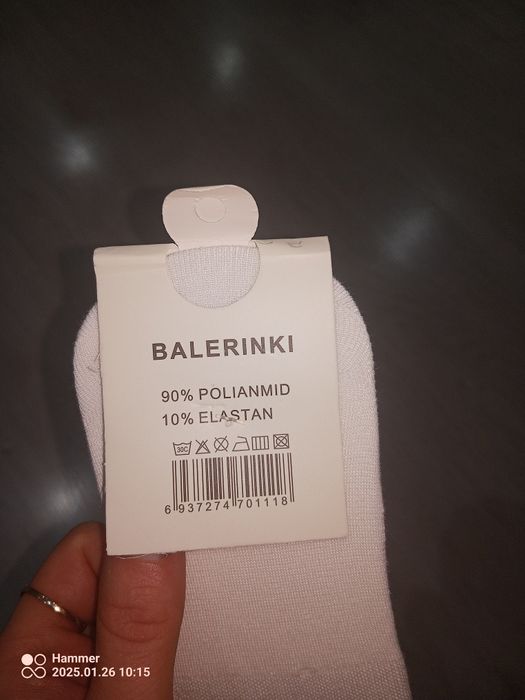 BALERINKI
90% POLIANMID
10% ELASTAN
30C
6 937274 701118
Hammer
2025.01.26 10:15